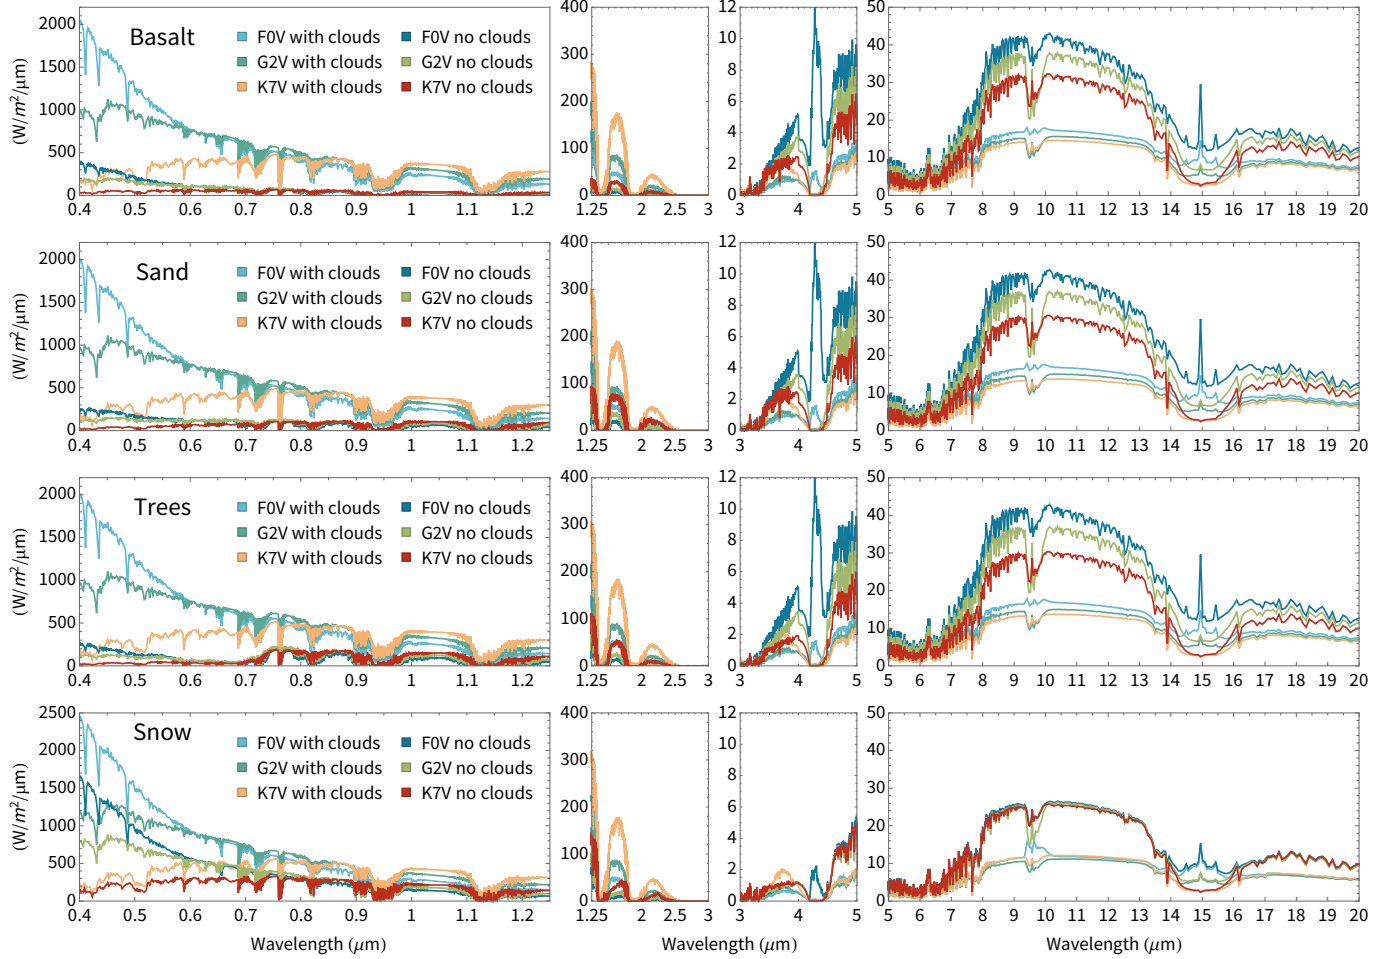 Basalt
F0V with clouds F0V no clouds
G2V with clouds G2V no clouds
K7V with clouds K7V no clouds
(W/m²/μm)
2000
1500
1000
500
0
0.4 0.5 0.6 0.7 0.8 0.9 1 1.1 1.2
400
300
200
100
0
1.25 2 2.5 3
12
10
8
6
4
2
0
3 4 5
50
40
30
20
10
0
5 6 7 8 9 10 11 12 13 14 15 16 17 18 19 20
Sand
F0V with clouds F0V no clouds
G2V with clouds G2V no clouds
K7V with clouds K7V no clouds
(W/m²/μm)
2000
1500
1000
500
0
0.4 0.5 0.6 0.7 0.8 0.9 1 1.1 1.2
400
300
200
100
0
1.25 2 2.5 3
12
10
8
6
4
2
0
3 4 5
50
40
30
20
10
0
5 6 7 8 9 10 11 12 13 14 15 16 17 18 19 20
Trees
F0V with clouds F0V no clouds
G2V with clouds G2V no clouds
K7V with clouds K7V no clouds
(W/m²/μm)
2000
1500
1000
500
0
0.4 0.5 0.6 0.7 0.8 0.9 1 1.1 1.2
400
300
200
100
0
1.25 2 2.5 3
12
10
8
6
4
2
0
3 4 5
50
40
30
20
10
0
5 6 7 8 9 10 11 12 13 14 15 16 17 18 19 20
Snow
F0V with clouds F0V no clouds
G2V with clouds G2V no clouds
K7V with clouds K7V no clouds
(W/m²/μm)
2500
2000
1500
1000
500
0
0.4 0.5 0.6 0.7 0.8 0.9 1 1.1 1.2
400
300
200
100
0
1.25 2 2.5 3
12
10
8
6
4
2
0
3 4 5
50
40
30
20
10
0
5 6 7 8 9 10 11 12 13 14 15 16 17 18 19 20
Wavelength (μm) Wavelength (μm) Wavelength (μm)